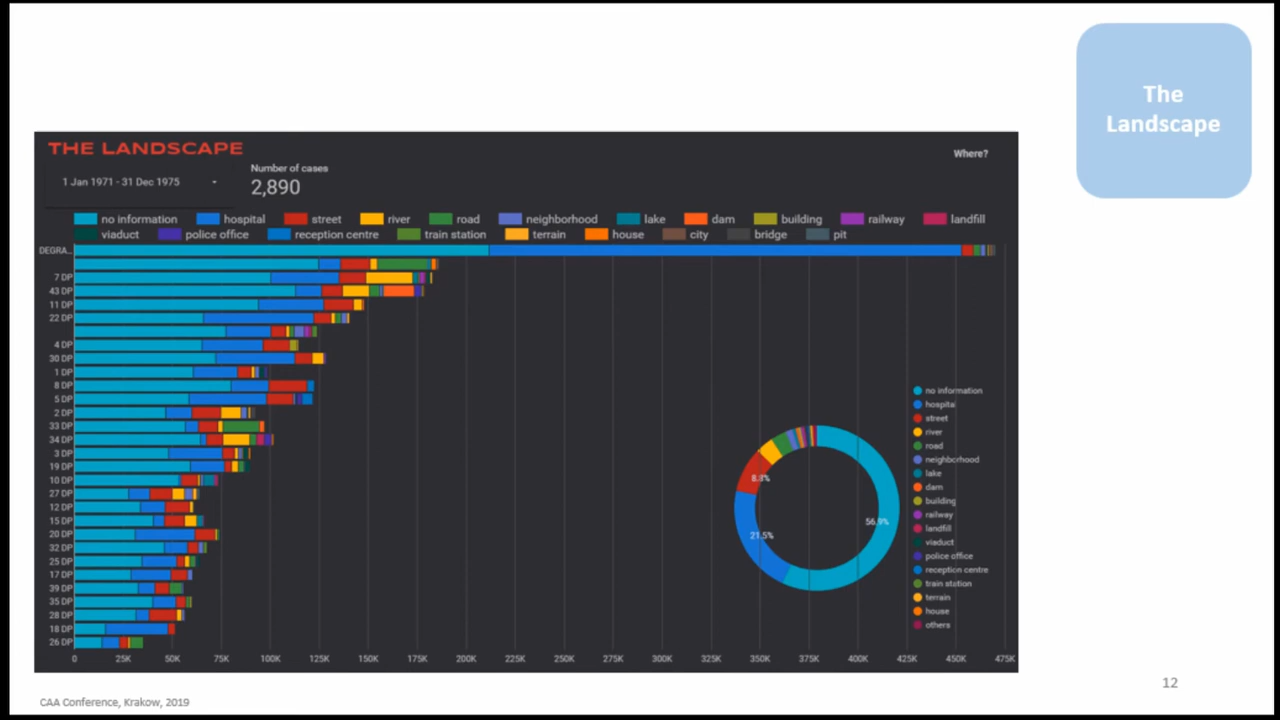 The
Landscape
THE LANDSCAPE
Where?
1 Jan 1971 - 31 Dec 1975
Number of cases
2,890
no information hospital street river road neighborhood lake dam building railway landfill
viaduct police office reception centre train station terrain house city bridge pit
DEGRA...
7 DP
43 DP
11 DP
22 DP
4 DP
30 DP
1 DP
8 DP
5 DP
2 DP
33 DP
34 DP
3 DP
19 DP
10 DP
27 DP
12 DP
15 DP
20 DP
32 DP
25 DP
17 DP
39 DP
35 DP
28 DP
18 DP
26 DP
0 25K 50K 75K 100K 125K 150K 175K 200K 225K 250K 275K 300K 325K 350K 375K 400K 425K 450K 475K
8.8%
56.9%
21.5%
no information
hospital
street
river
road
neighborhood
lake
dam
building
railway
landfill
viaduct
police office
reception centre
train station
terrain
house
others
12
CAA Conference, Krakow, 2019